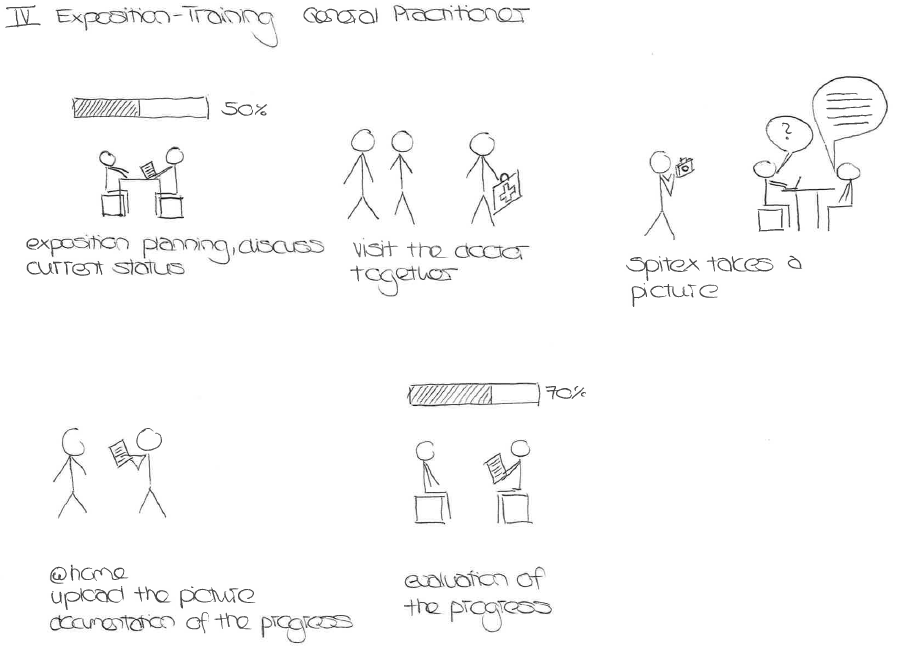 IV Exposition-Training General Practitioner
50%
exposition planning, discuss
current status
visit the doctor
together
?
Spitex takes a
picture
@home
upload the picture
documentation of the progress
70%
evaluation of
the progress